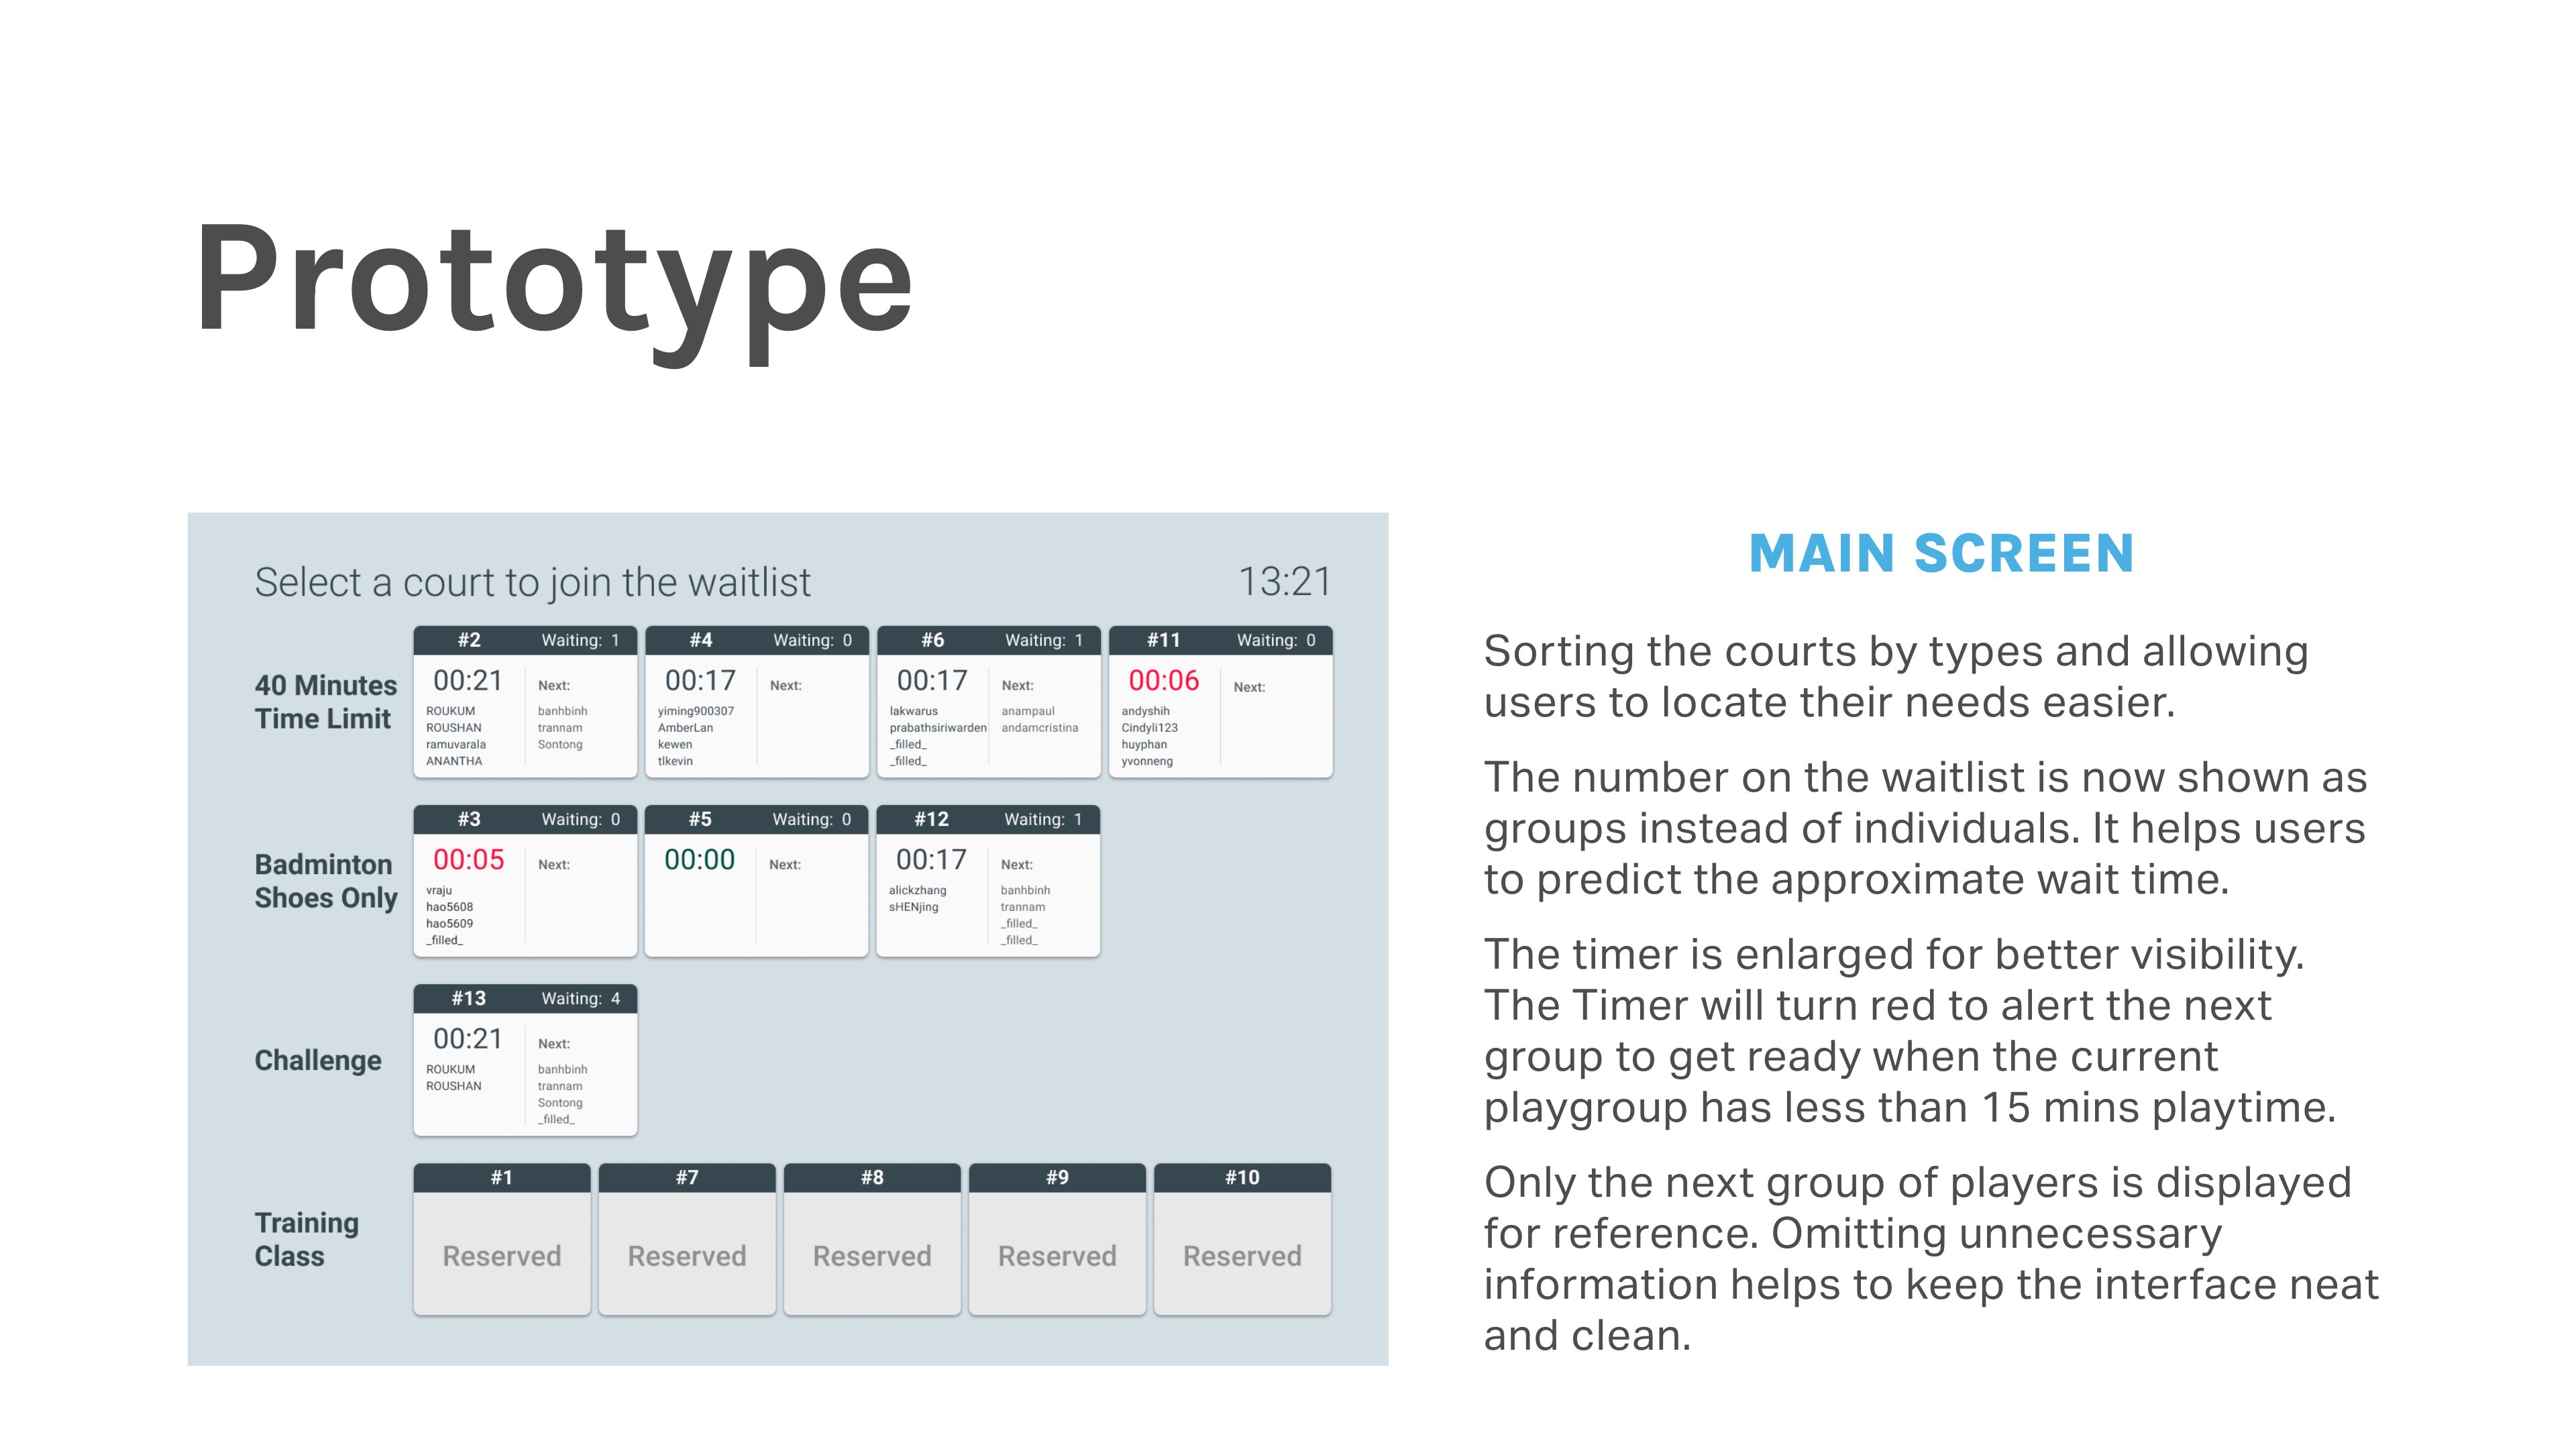 Prototype
Select a court to join the waitlist
13:21
40 Minutes
Time Limit
#2 Waiting: 1
00:21
ROUKUM
ROUSHAN
ramuvarala
ANANTHA
Next:
banhbinh
trannam
Sontong
#4 Waiting: 0
00:17
yiming900307
AmberLan
kewen
tlkevin
Next:
#6 Waiting: 1
00:17
lakwarus
prabathsiriwarden
_filled_
_filled_
Next:
anampaul
andamcristina
#11 Waiting: 0
00:06
andyshih
Cindyli123
huyphan
yvonneng
Next:
Badminton
Shoes Only
#3 Waiting: 0
00:05
vraju
hao5608
hao5609
_filled_
Next:
#5 Waiting: 0
00:00
Next:
#12 Waiting: 1
00:17
alickzhang
sHENjing
Next:
banhbinh
trannam
_filled_
_filled_
Challenge
#13 Waiting: 4
00:21
ROUKUM
ROUSHAN
Next:
banhbinh
trannam
Sontong
_filled_
Training
Class
#1
Reserved
#7
Reserved
#8
Reserved
#9
Reserved
#10
Reserved
MAIN SCREEN
Sorting the courts by types and allowing
users to locate their needs easier.
The number on the waitlist is now shown as
groups instead of individuals. It helps users
to predict the approximate wait time.
The timer is enlarged for better visibility.
The Timer will turn red to alert the next
group to get ready when the current
playgroup has less than 15 mins playtime.
Only the next group of players is displayed
for reference. Omitting unnecessary
information helps to keep the interface neat
and clean.